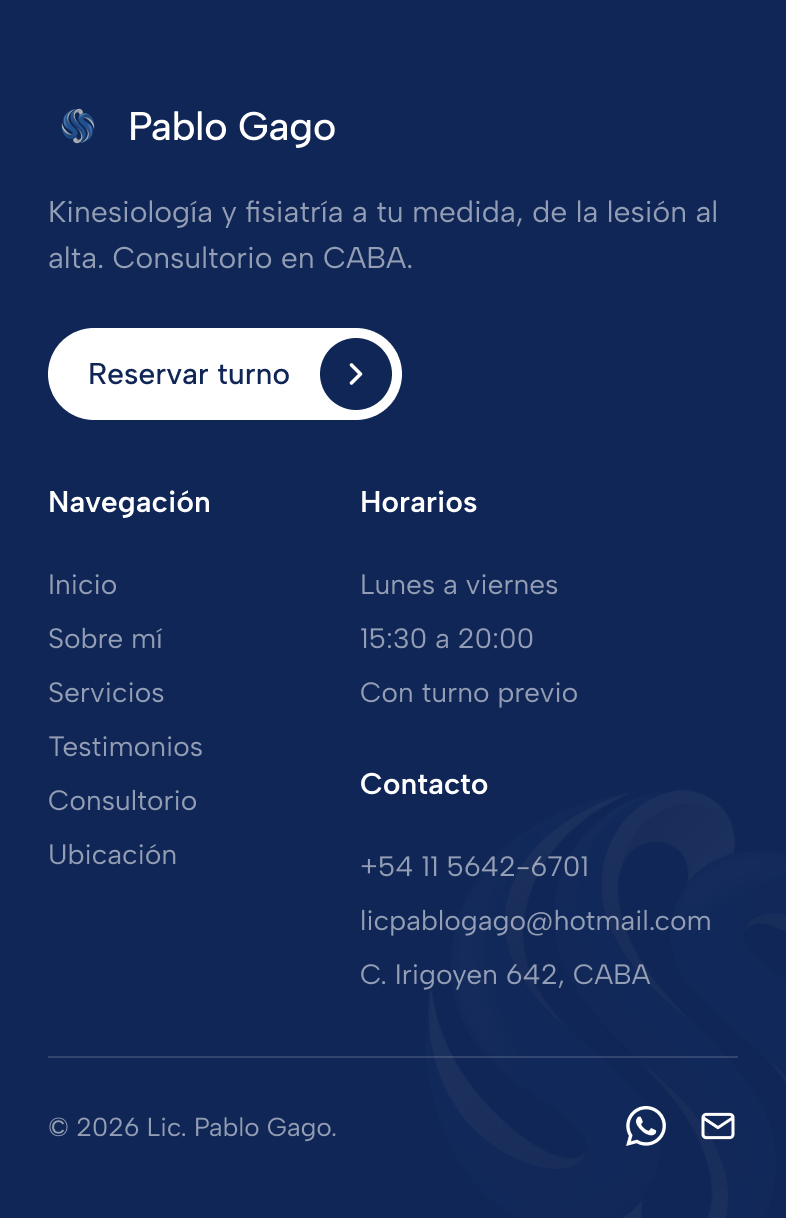 Pablo Gago
Kinesiología y fisiatría a tu medida, de la lesión al
alta. Consultorio en CABA.
Reservar turno
Navegación
Inicio
Sobre mí
Servicios
Testimonios
Consultorio
Ubicación
Horarios
Lunes a viernes
15:30 a 20:00
Con turno previo
Contacto
+54 11 5642-6701
licpablogago@hotmail.com
C. Irigoyen 642, CABA
© 2026 Lic. Pablo Gago.